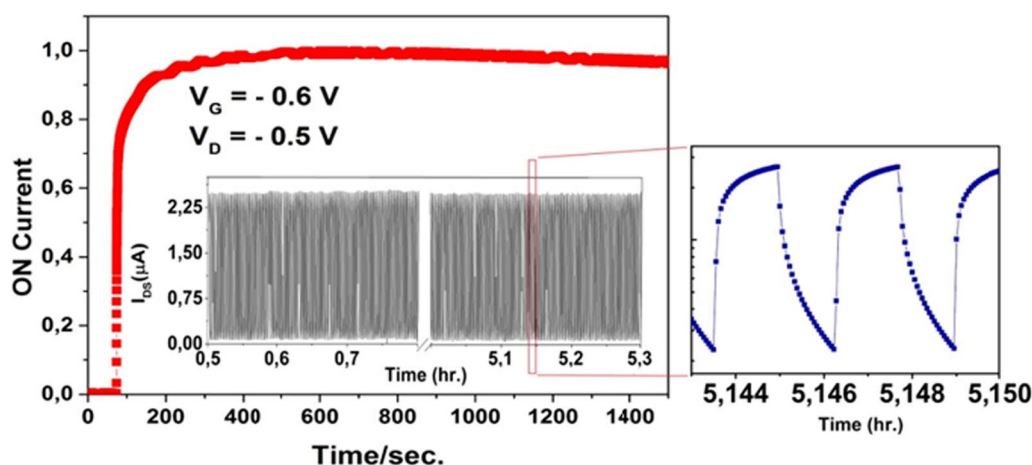 ON Current
1,0
0,8
0,6
0,4
0,2
0,0
V_G = - 0.6 V
V_D = - 0.5 V
I_DS(μA)
2,25
1,50
0,75
0,00
0,5 0,6 0,7 5,1 5,2 5,3
Time (hr.)
0 200 400 600 800 1000 1200 1400
Time/sec.
5,144 5,146 5,148 5,150
Time (hr.)